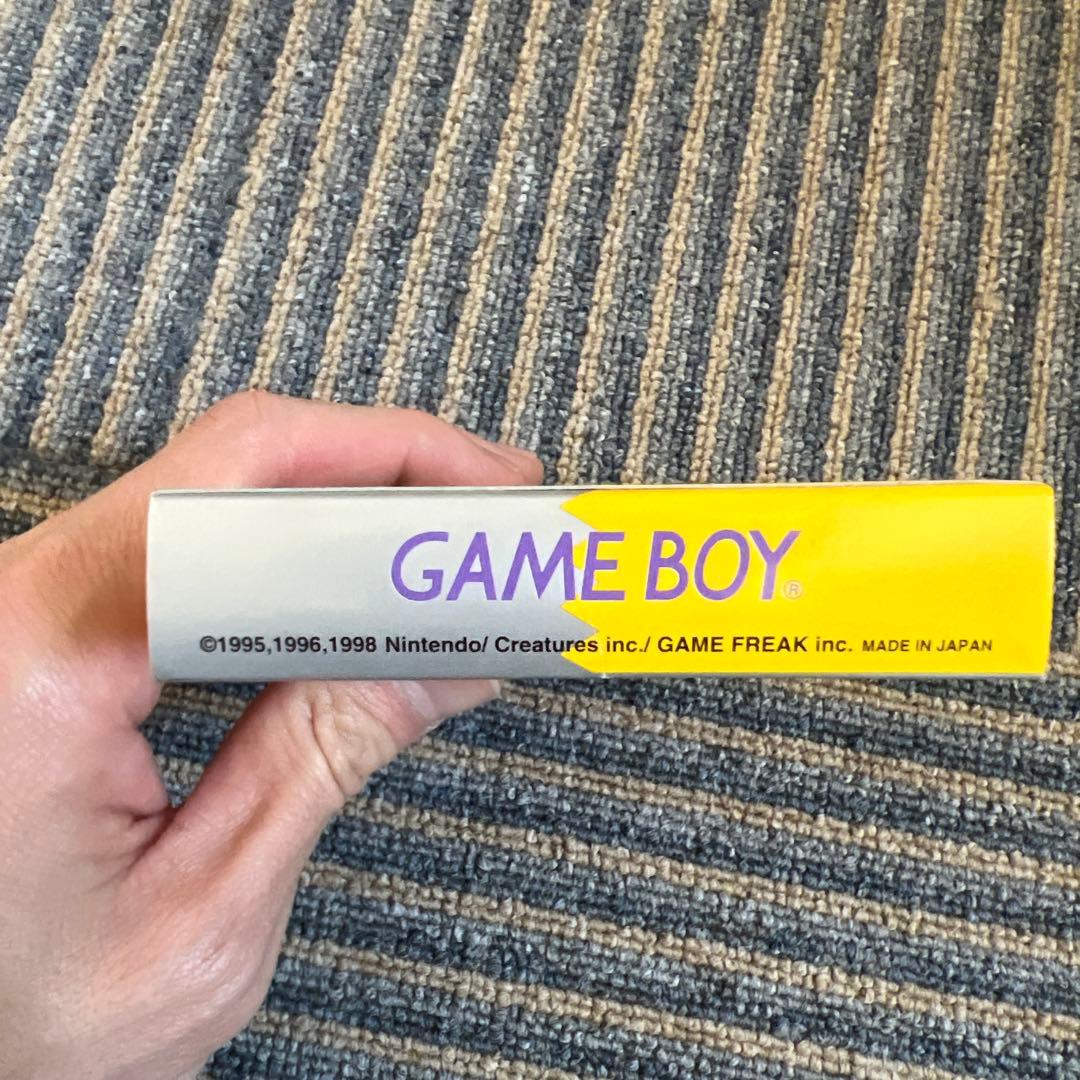 GAME BOY®
©1995,1996,1998 Nintendo/ Creatures inc./ GAME FREAK inc. MADE IN JAPAN